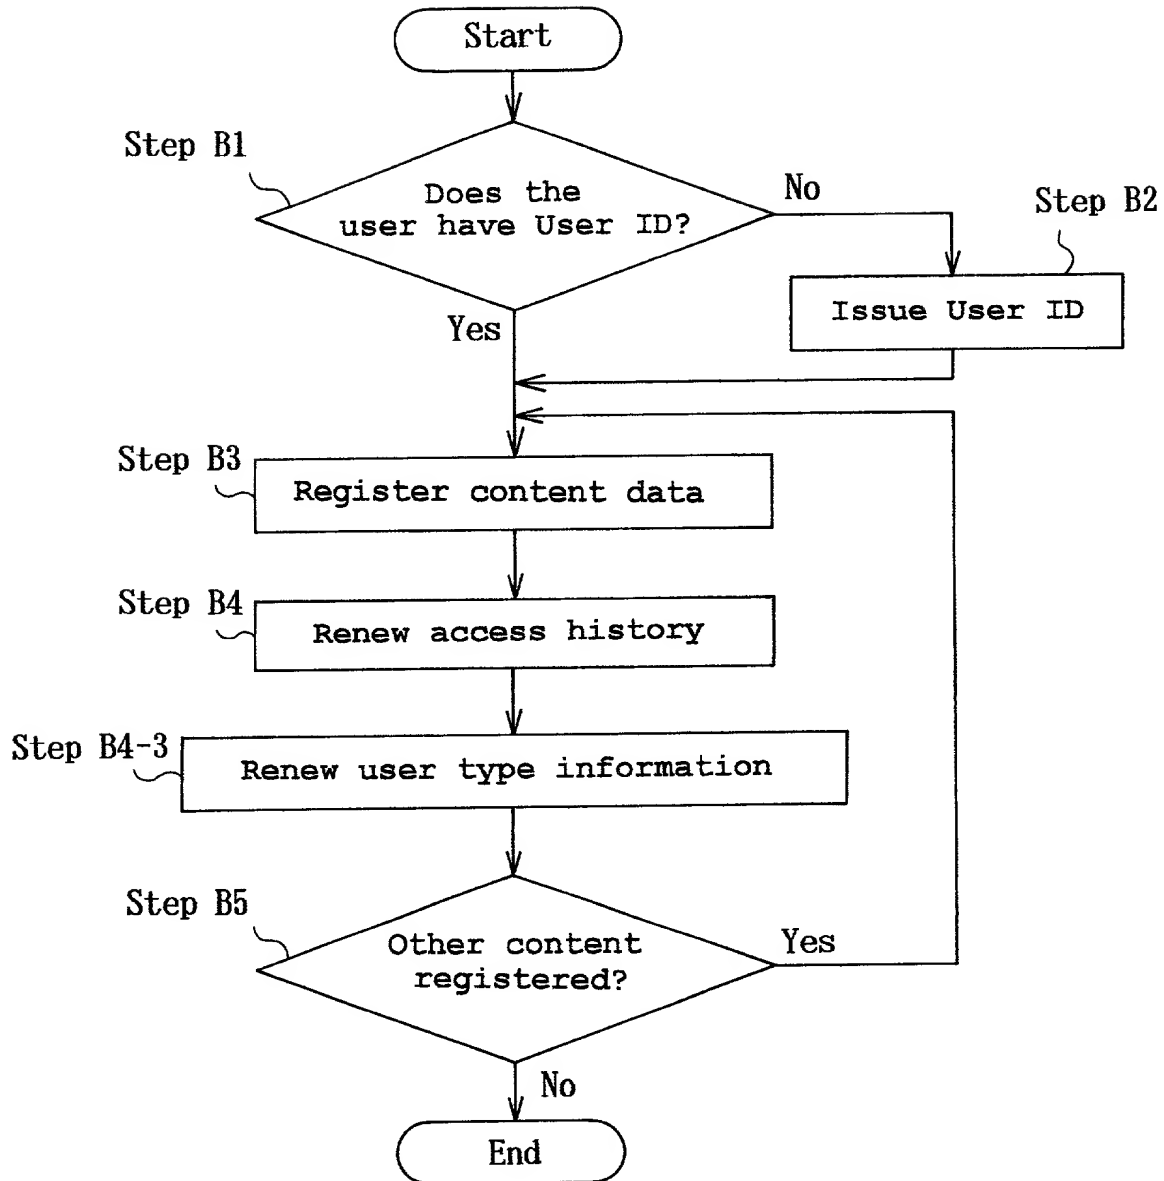 Start
Step B1
Does the
user have User ID?
No
Step B2
Issue User ID
Yes
Step B3
Register content data
Step B4
Renew access history
Step B4-3
Renew user type information
Step B5
Other content
registered?
Yes
No
End